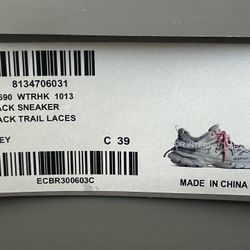 8134706031
590 WTRHK 1013
ACK SNEAKER
ACK TRAIL LACES
EY
C 39
MADE IN CHINA
ECBR300603C